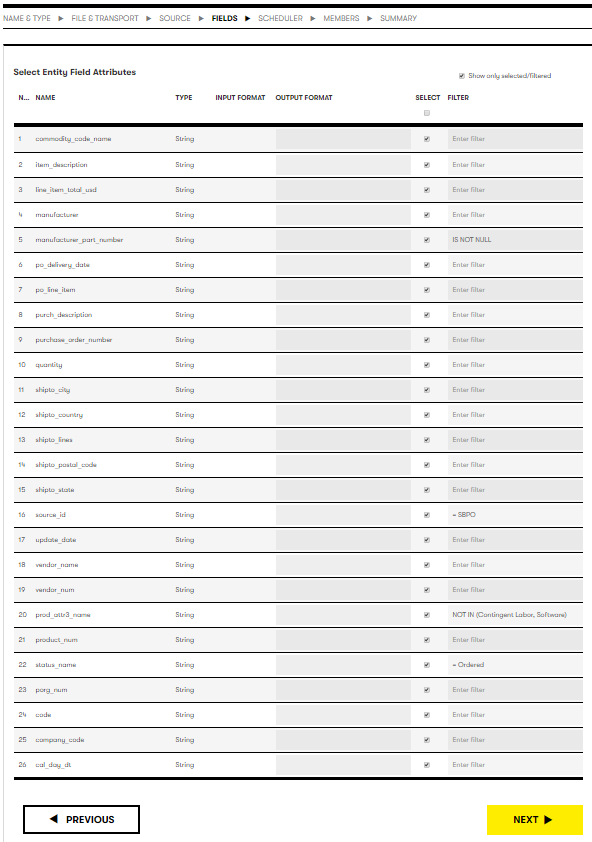 NAME & TYPE ▶ FILE & TRANSPORT ▶ SOURCE ▶ FIELDS ▶ SCHEDULER ▶ MEMBERS ▶ SUMMARY
Select Entity Field Attributes
Show only selected/filtered
N... NAME TYPE INPUT FORMAT OUTPUT FORMAT SELECT FILTER
1 commodity_code_name String Enter filter
2 item_description String Enter filter
3 line_item_total_usd String Enter filter
4 manufacturer String Enter filter
5 manufacturer_part_number String IS NOT NULL
6 po_delivery_date String Enter filter
7 po_line_item String Enter filter
8 purch_description String Enter filter
9 purchase_order_number String Enter filter
10 quantity String Enter filter
11 shipto_city String Enter filter
12 shipto_country String Enter filter
13 shipto_lines String Enter filter
14 shipto_postal_code String Enter filter
15 shipto_state String Enter filter
16 source_id String = SBPO
17 update_date String Enter filter
18 vendor_name String Enter filter
19 vendor_num String Enter filter
20 prod_attr3_name String NOT IN (Contingent Labor, Software)
21 product_num String Enter filter
22 status_name String = Ordered
23 porg_num String Enter filter
24 code String Enter filter
25 company_code String Enter filter
26 cal_day_dt String Enter filter
◀ PREVIOUS
NEXT ▶